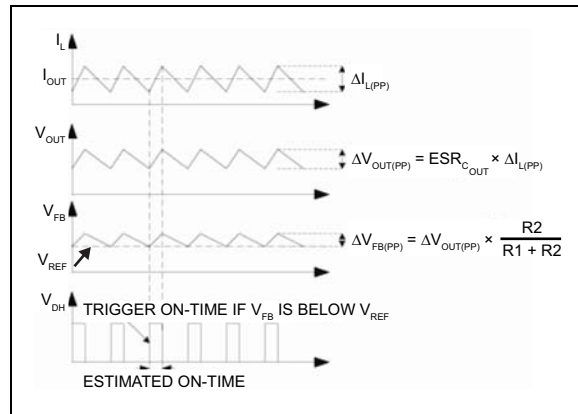 I_L
I_OUT
ΔI_L(PP)
V_OUT
ΔV_OUT(PP) = ESR_C_OUT × ΔI_L(PP)
V_FB
V_REF
ΔV_FB(PP) = ΔV_OUT(PP) × R2 / R1 + R2
V_DH
TRIGGER ON-TIME IF V_FB IS BELOW V_REF
ESTIMATED ON-TIME